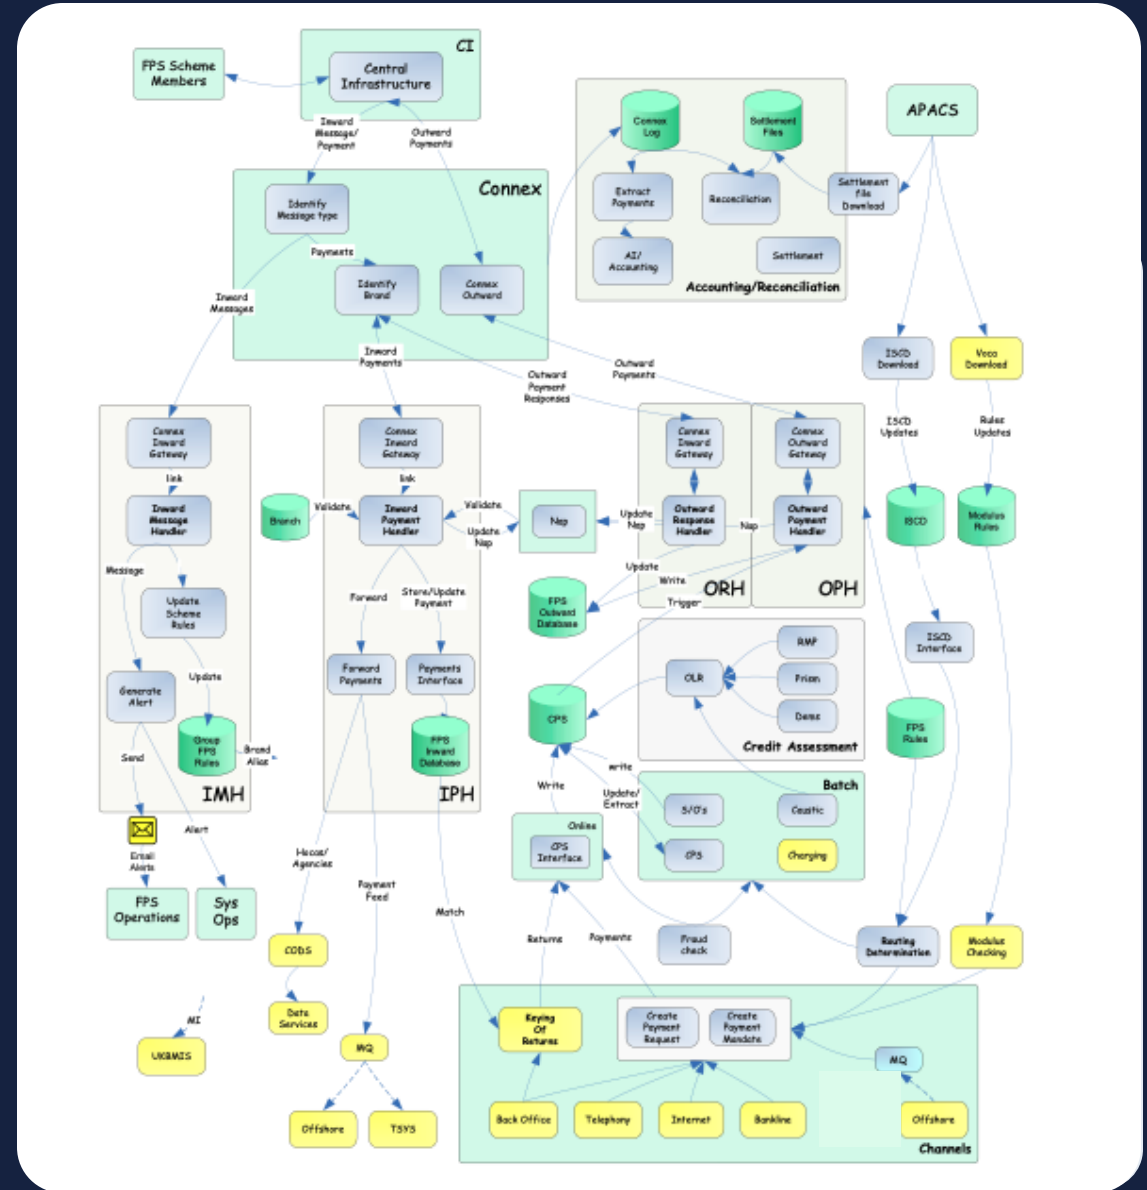 CI
FPS Scheme
Members
Central
Infrastructure
Inward
Message/
Payment
Outward
Payments
Connex
Log
Settlement
Files
APACS
Connex
Identify
Message type
Extract
Payments
Reconciliation
Settlement
file
Download
Payments
AI/
Accounting
Settlement
Identify
Brand
Connex
Outward
Accounting/Reconciliation
Inward
Messages
Inward
Payments
Outward
Payment
Responses
Outward
Payments
ISCD
Download
Voca
Download
Connex
Inward
Gateway
Connex
Inward
Gateway
Connex
Inward
Gateway
Connex
Outward
Gateway
ISCD
Updates
Rules
Updates
link
link
Inward
Message
Handler
Branch
Validate
Inward
Payment
Handler
Validate
Update
Nap
Nap
Update
Nap
Outward
Response
Handler
Nap
Outward
Payment
Handler
ISCD
Modulus
Rules
Message
Update
Scheme
Rules
Forward
Store/Update
Payment
FPS
Outward
Database
Update
Write
Trigger
ORH
OPH
Generate
Alert
Update
Forward
Payments
Payments
Interface
OLR
RMP
Prism
Demo
ISCD
Interface
CPS
Credit Assessment
FPS
Rules
Send
Group
FPS
Rules
Brand
Alias
FPS
Inward
Database
IMH
IPH
write
Write
Update/
Extract
Batch
S/O's
Caustic
CPS
Charging
Online
CPS
Interface
Email
Alerts
Alert
Hocas/
Agencies
Payment
Feed
Match
FPS
Operations
Sys
Ops
CODS
Returns
Payments
Fraud
check
Routing
Determination
Modulus
Checking
Date
Services
MI
UKBMIS
MQ
Keying
Of
Returns
Create
Payment
Request
Create
Payment
Mandate
MQ
Offshore
TSYS
Back Office
Telephony
Internet
Bankline
Offshore
Channels